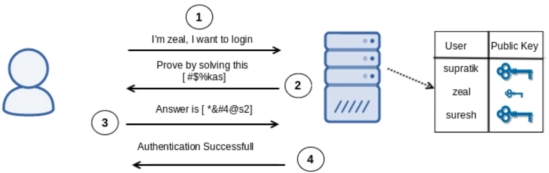 1
I'm zeal, I want to login
Prove by solving this
[ #$%kas]
2
3
Answer is [ *&#4@s2]
Authentication Successfull
4
User Public Key
supratik
zeal
suresh